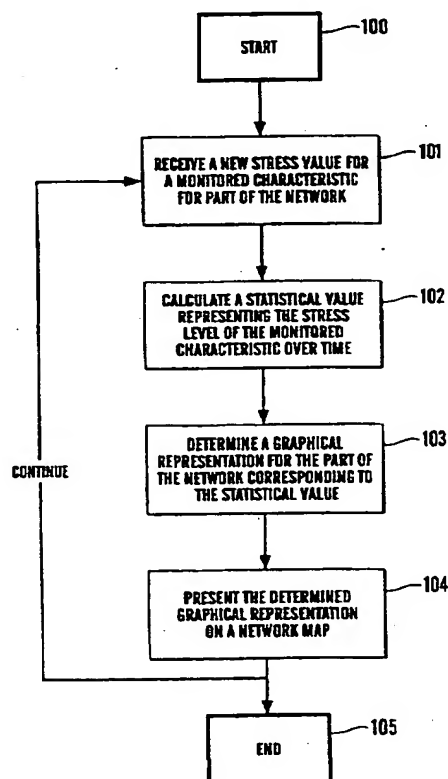 START
100
RECEIVE A NEW STRESS VALUE FOR
A MONITORED CHARACTERISTIC
FOR PART OF THE NETWORK
101
CALCULATE A STATISTICAL VALUE
REPRESENTING THE STRESS
LEVEL OF THE MONITORED
CHARACTERISTIC OVER TIME
102
DETERMINE A GRAPHICAL
REPRESENTATION FOR THE PART OF
THE NETWORK CORRESPONDING TO
THE STATISTICAL VALUE
103
CONTINUE
PRESENT THE DETERMINED
GRAPHICAL REPRESENTATION
ON A NETWORK MAP
104
END
105